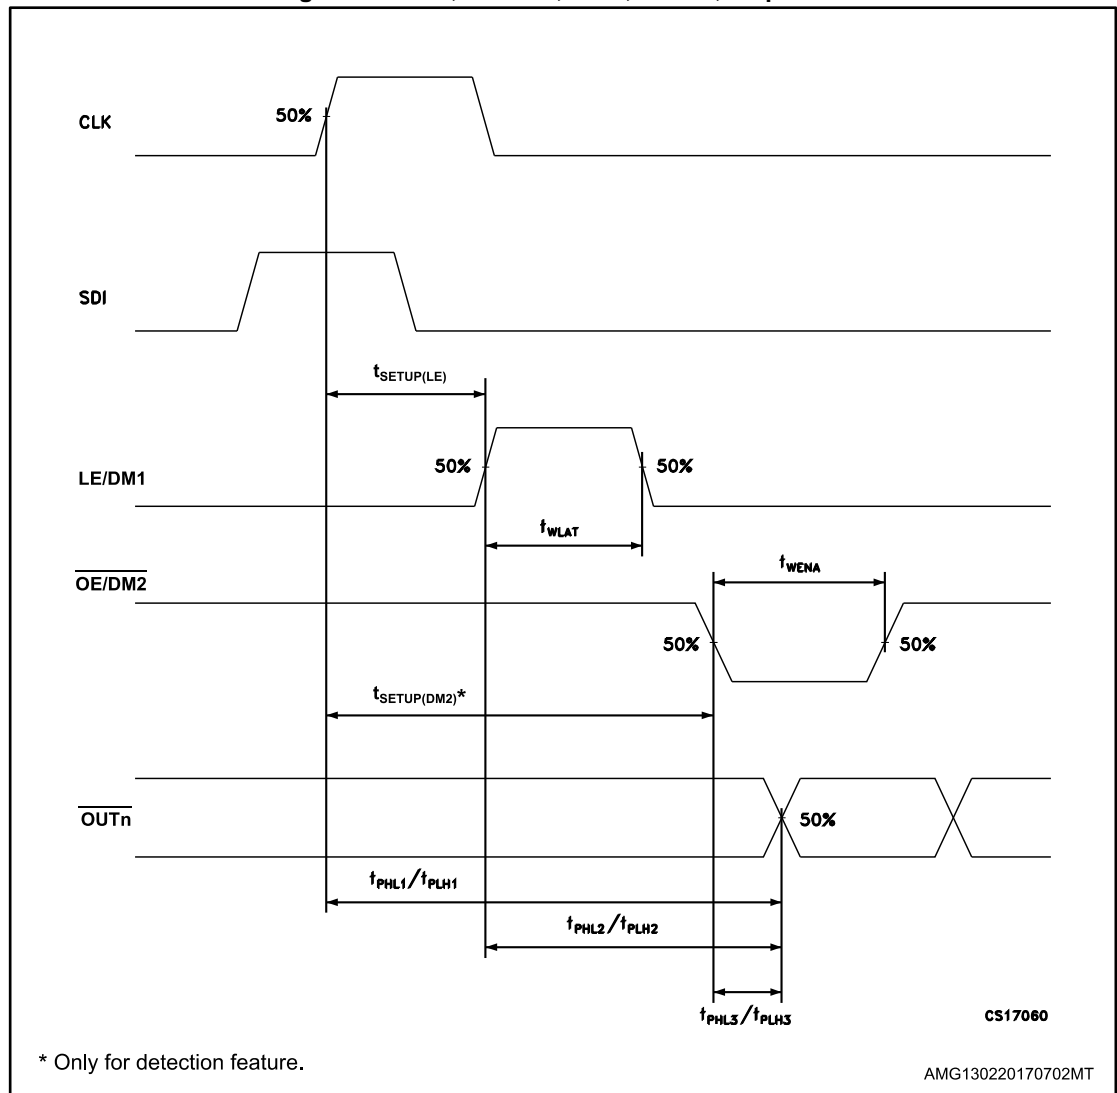 CLK
50%
SDI
tSETUP(LE)
LE/DM1
50%
50%
tWLAT
OE/DM2
tWENA
50%
50%
tSETUP(DM2)*
OUTn
50%
tPHL1/tPLH1
tPHL2/tPLH2
tPHL3/tPLH3
CS17060
* Only for detection feature.
AMG130220170702MT